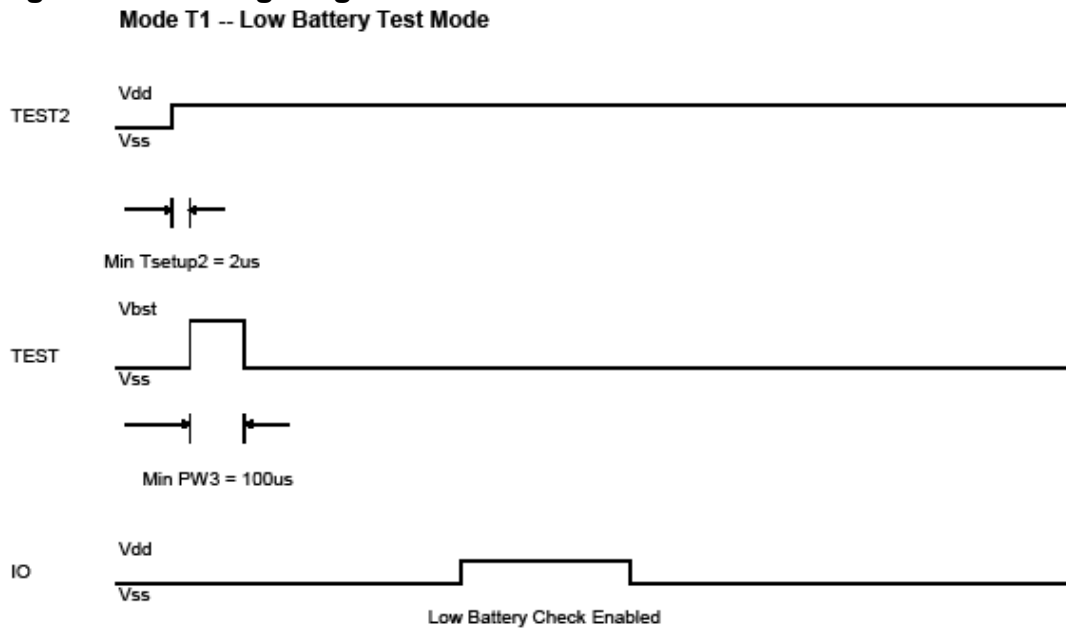 Mode T1 -- Low Battery Test Mode
Vdd
TEST2
Vss
Min Tsetup2 = 2us
Vbst
TEST
Vss
Min PW3 = 100us
Vdd
IO
Vss
Low Battery Check Enabled